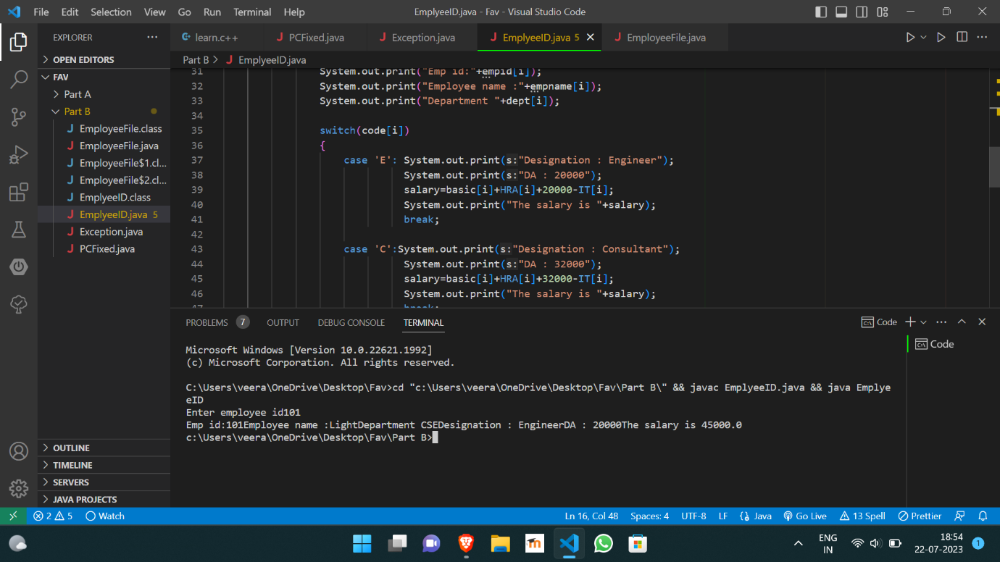 File Edit Selection View Go Run Terminal Help EmplyeeID.java - Fav - Visual Studio Code
EXPLORER
OPEN EDITORS
FAV
Part A
Part B
EmployeeFile.class
EmployeeFile.java
EmployeeFile$1.cl...
EmployeeFile$2.cl...
EmplyeeID.class
EmplyeeID.java 5
Exception.java
PCFixed.java
OUTLINE
TIMELINE
SERVERS
JAVA PROJECTS
learn.c++ PCFixed.java Exception.java EmplyeeID.java 5 EmployeeFile.java
Part B > EmplyeeID.java
31 System.out.print("Emp id:"+empid[i]);
32 System.out.print("Employee name :"+empname[i]);
33 System.out.print("Department "+dept[i]);
34
35 switch(code[i])
36 {
37 case 'E': System.out.print(s:"Designation : Engineer");
38 System.out.print(s:"DA : 20000");
39 salary=basic[i]+HRA[i]+20000-IT[i];
40 System.out.print("The salary is "+salary);
41 break;
42
43 case 'C':System.out.print(s:"Designation : Consultant");
44 System.out.print(s:"DA : 32000");
45 salary=basic[i]+HRA[i]+32000-IT[i];
46 System.out.print("The salary is "+salary);
47 break;
PROBLEMS 7 OUTPUT DEBUG CONSOLE TERMINAL Code
Code
Microsoft Windows [Version 10.0.22621.1992]
(c) Microsoft Corporation. All rights reserved.
C:\Users\veera\OneDrive\Desktop\Fav>cd "c:\Users\veera\OneDrive\Desktop\Fav\Part B\" && javac EmplyeeID.java && java Emplye
eID
Enter employee id101
Emp id:101Employee name :LightDepartment CSEDesignation : EngineerDA : 20000The salary is 45000.0
c:\Users\veera\OneDrive\Desktop\Fav\Part B>
2 5 Watch Ln 16, Col 48 Spaces: 4 UTF-8 LF Java Go Live 13 Spell Prettier
ENG
IN
18:54
22-07-2023
1